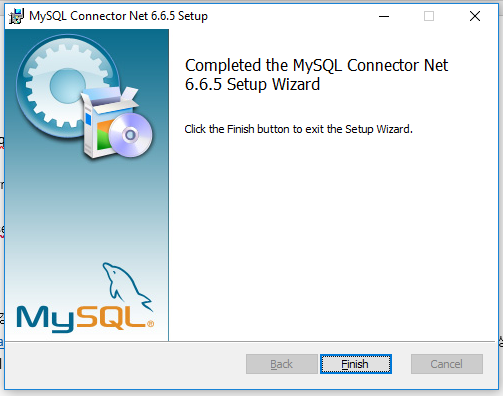 MySQL Connector Net 6.6.5 Setup
Completed the MySQL Connector Net
6.6.5 Setup Wizard
Click the Finish button to exit the Setup Wizard.
MySQL®
Back
Finish
Cancel